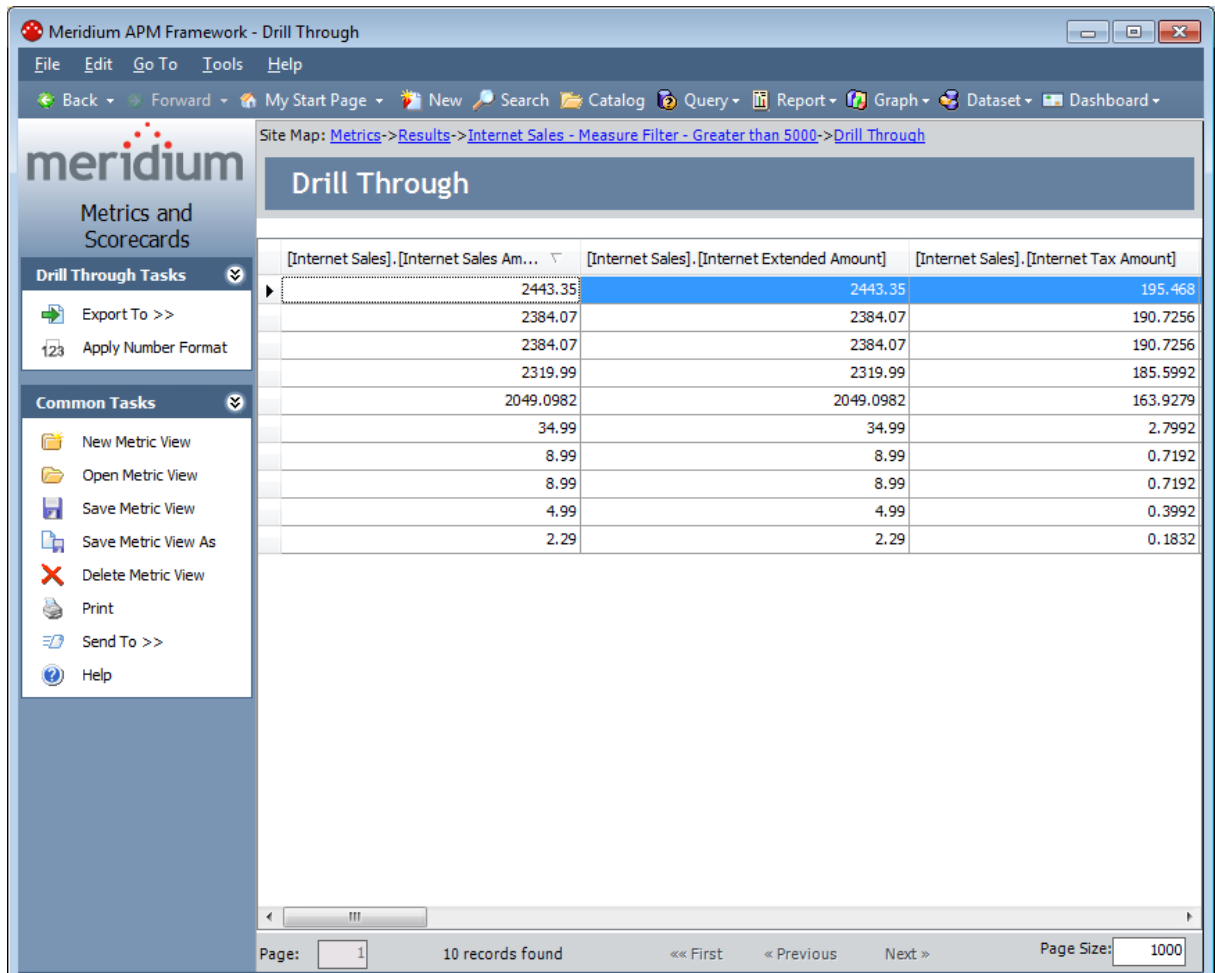 Meridium APM Framework - Drill Through
File Edit Go To Tools Help
Back Forward My Start Page New Search Catalog Query Report Graph Dataset Dashboard
meridium
Metrics and
Scorecards
Drill Through Tasks
Export To >>
123 Apply Number Format
Common Tasks
New Metric View
Open Metric View
Save Metric View
Save Metric View As
Delete Metric View
Print
Send To >>
Help
Site Map: Metrics->Results->Internet Sales - Measure Filter - Greater than 5000->Drill Through
Drill Through
[Internet Sales].[Internet Sales Am... [Internet Sales].[Internet Extended Amount] [Internet Sales].[Internet Tax Amount]
2443.35 2443.35 195.468
2384.07 2384.07 190.7256
2384.07 2384.07 190.7256
2319.99 2319.99 185.5992
2049.0982 2049.0982 163.9279
34.99 34.99 2.7992
8.99 8.99 0.7192
8.99 8.99 0.7192
4.99 4.99 0.3992
2.29 2.29 0.1832
Page: 1 10 records found «« First « Previous Next » Page Size: 1000